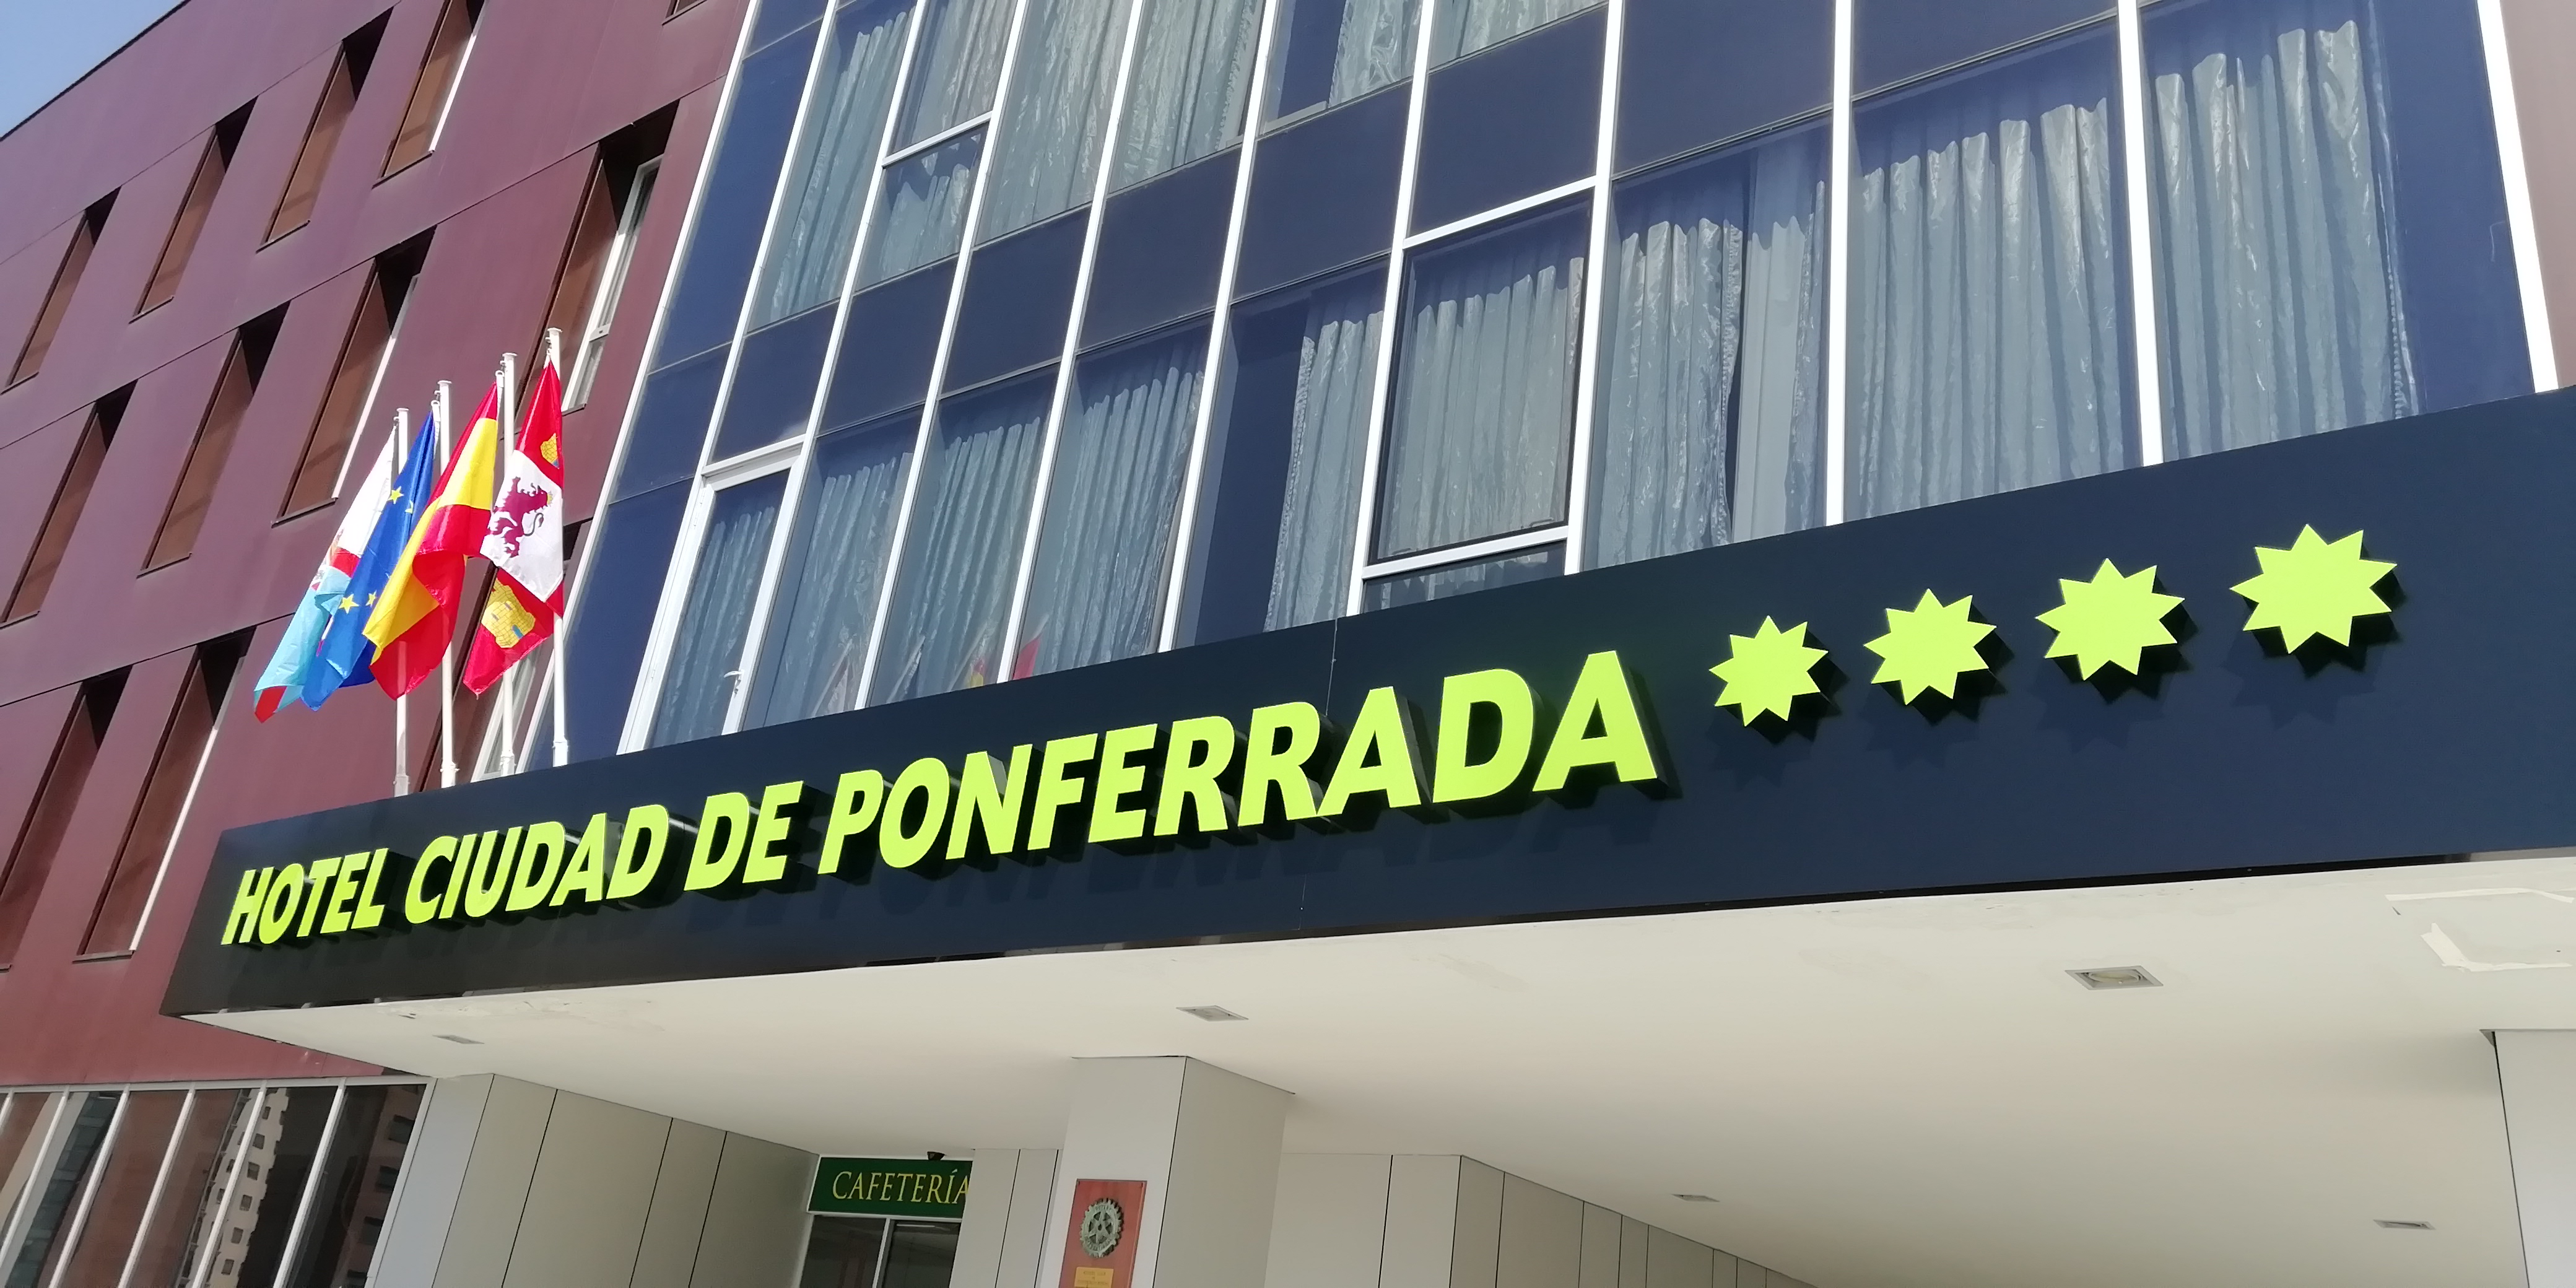 HOTEL CIUDAD DE PONFERRADA
CAFETERÍA